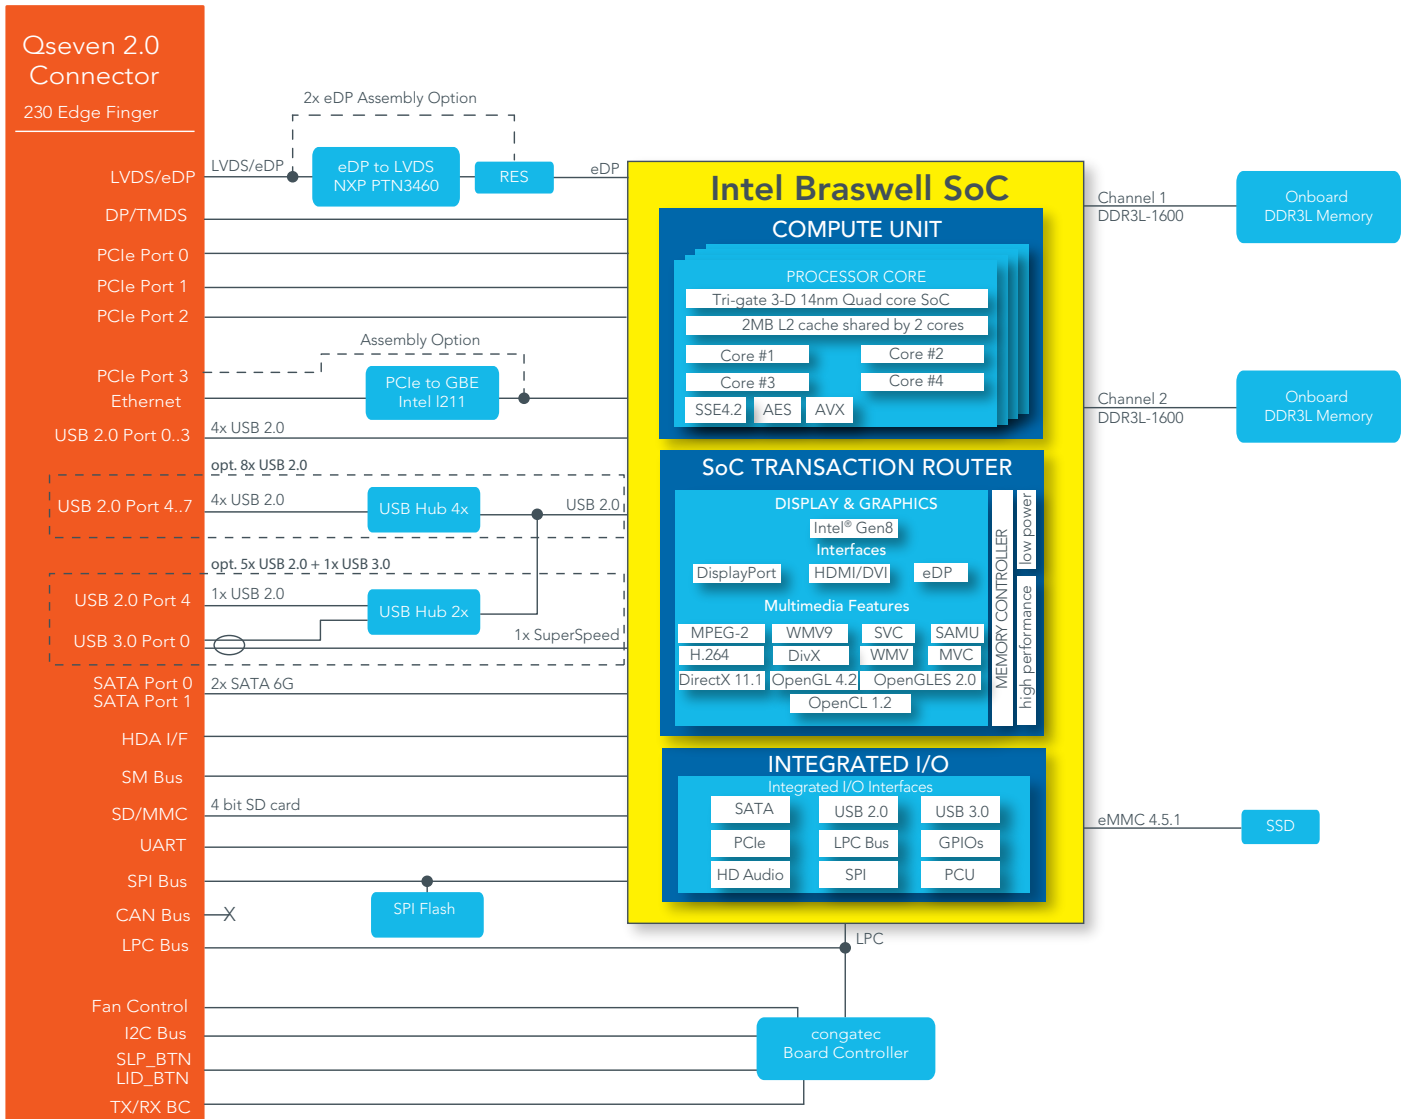 Qseven 2.0
Connector
230 Edge Finger
LVDS/eDP
DP/TMDS
PCIe Port 0
PCIe Port 1
PCIe Port 2
PCIe Port 3
Ethernet
USB 2.0 Port 0..3
USB 2.0 Port 4..7
USB 2.0 Port 4
USB 3.0 Port 0
SATA Port 0
SATA Port 1
HDA I/F
SM Bus
SD/MMC
UART
SPI Bus
CAN Bus
LPC Bus
Fan Control
I2C Bus
SLP_BTN
LID_BTN
TX/RX BC
2x eDP Assembly Option
LVDS/eDP
eDP to LVDS
NXP PTN3460
RES
eDP
Assembly Option
PCIe to GBE
Intel I211
4x USB 2.0
opt. 8x USB 2.0
4x USB 2.0
USB Hub 4x
USB 2.0
opt. 5x USB 2.0 + 1x USB 3.0
1x USB 2.0
USB Hub 2x
1x SuperSpeed
2x SATA 6G
4 bit SD card
SPI Flash
X
LPC
congatec
Board Controller
Intel Braswell SoC
COMPUTE UNIT
PROCESSOR CORE
Tri-gate 3-D 14nm Quad core SoC
2MB L2 cache shared by 2 cores
Core #1
Core #2
Core #3
Core #4
SSE4.2
AES
AVX
SoC TRANSACTION ROUTER
DISPLAY & GRAPHICS
Intel® Gen8
Interfaces
DisplayPort
HDMI/DVI
eDP
Multimedia Features
MPEG-2
WMV9
SVC
SAMU
H.264
DivX
WMV
MVC
DirectX 11.1
OpenGL 4.2
OpenGLES 2.0
OpenCL 1.2
MEMORY CONTROLLER
low power
high performance
INTEGRATED I/O
Integrated I/O Interfaces
SATA
USB 2.0
USB 3.0
PCIe
LPC Bus
GPIOs
HD Audio
SPI
PCU
Channel 1
DDR3L-1600
Onboard
DDR3L Memory
Channel 2
DDR3L-1600
Onboard
DDR3L Memory
eMMC 4.5.1
SSD